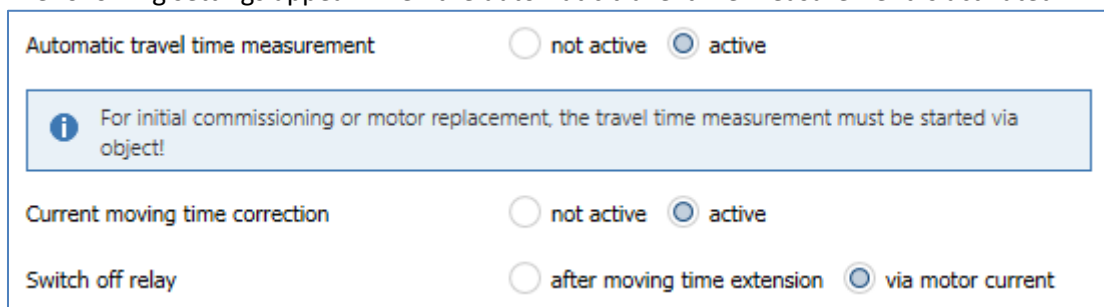 Automatic travel time measurement not active active
For initial commissioning or motor replacement, the travel time measurement must be started via
object!
Current moving time correction not active active
Switch off relay after moving time extension via motor current